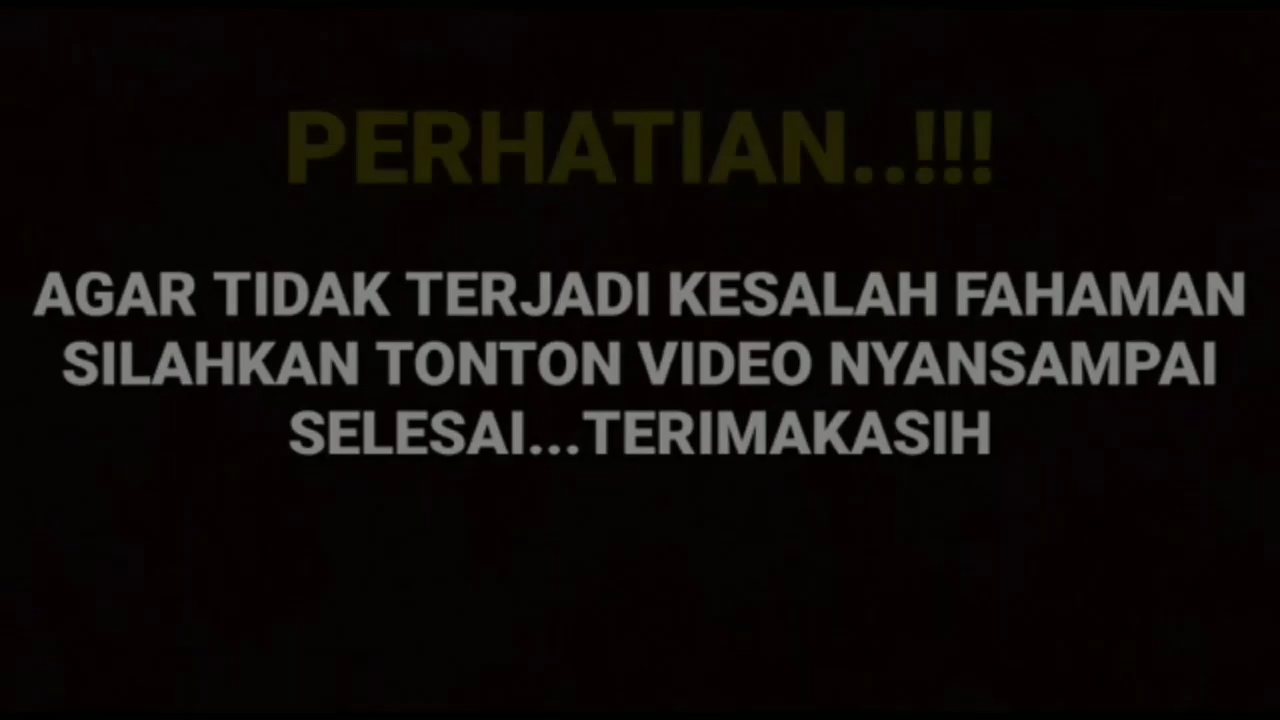 PERHATIAN..!!!
AGAR TIDAK TERJADI KESALAH FAHAMAN
SILAHKAN TONTON VIDEO NYANSAMPAI
SELESAI...TERIMAKASIH